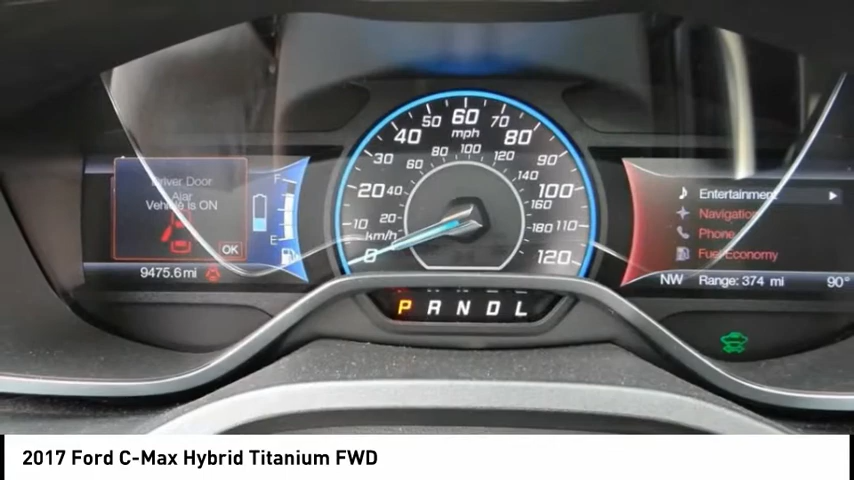 Driver Door
Ajar
Vehicle is ON
OK
9475.6 mi
F
E
0 10 20 30 40 50 60 70 80 90 100 110 120
mph
km/h
20 40 60 80 100 120 140 160 180
P R N D L
Entertainment
Navigation
Phone
Fuel Economy
NW Range: 374 mi 90°
2017 Ford C-Max Hybrid Titanium FWD